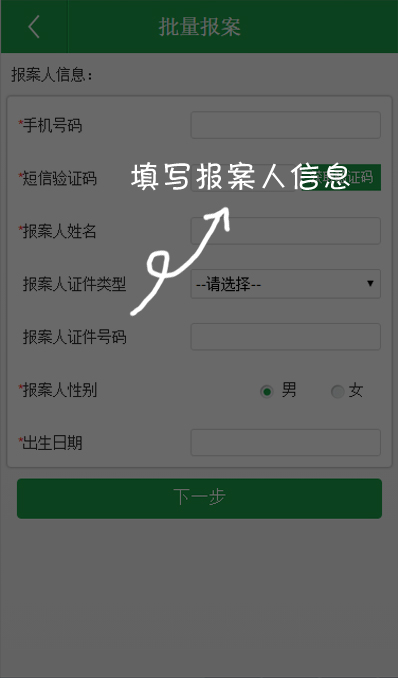 批量报案
报案人信息：
*手机号码
*短信验证码
填写报案人信息
证码
*报案人姓名
报案人证件类型
--请选择--
报案人证件号码
*报案人性别
男
女
*出生日期
下一步